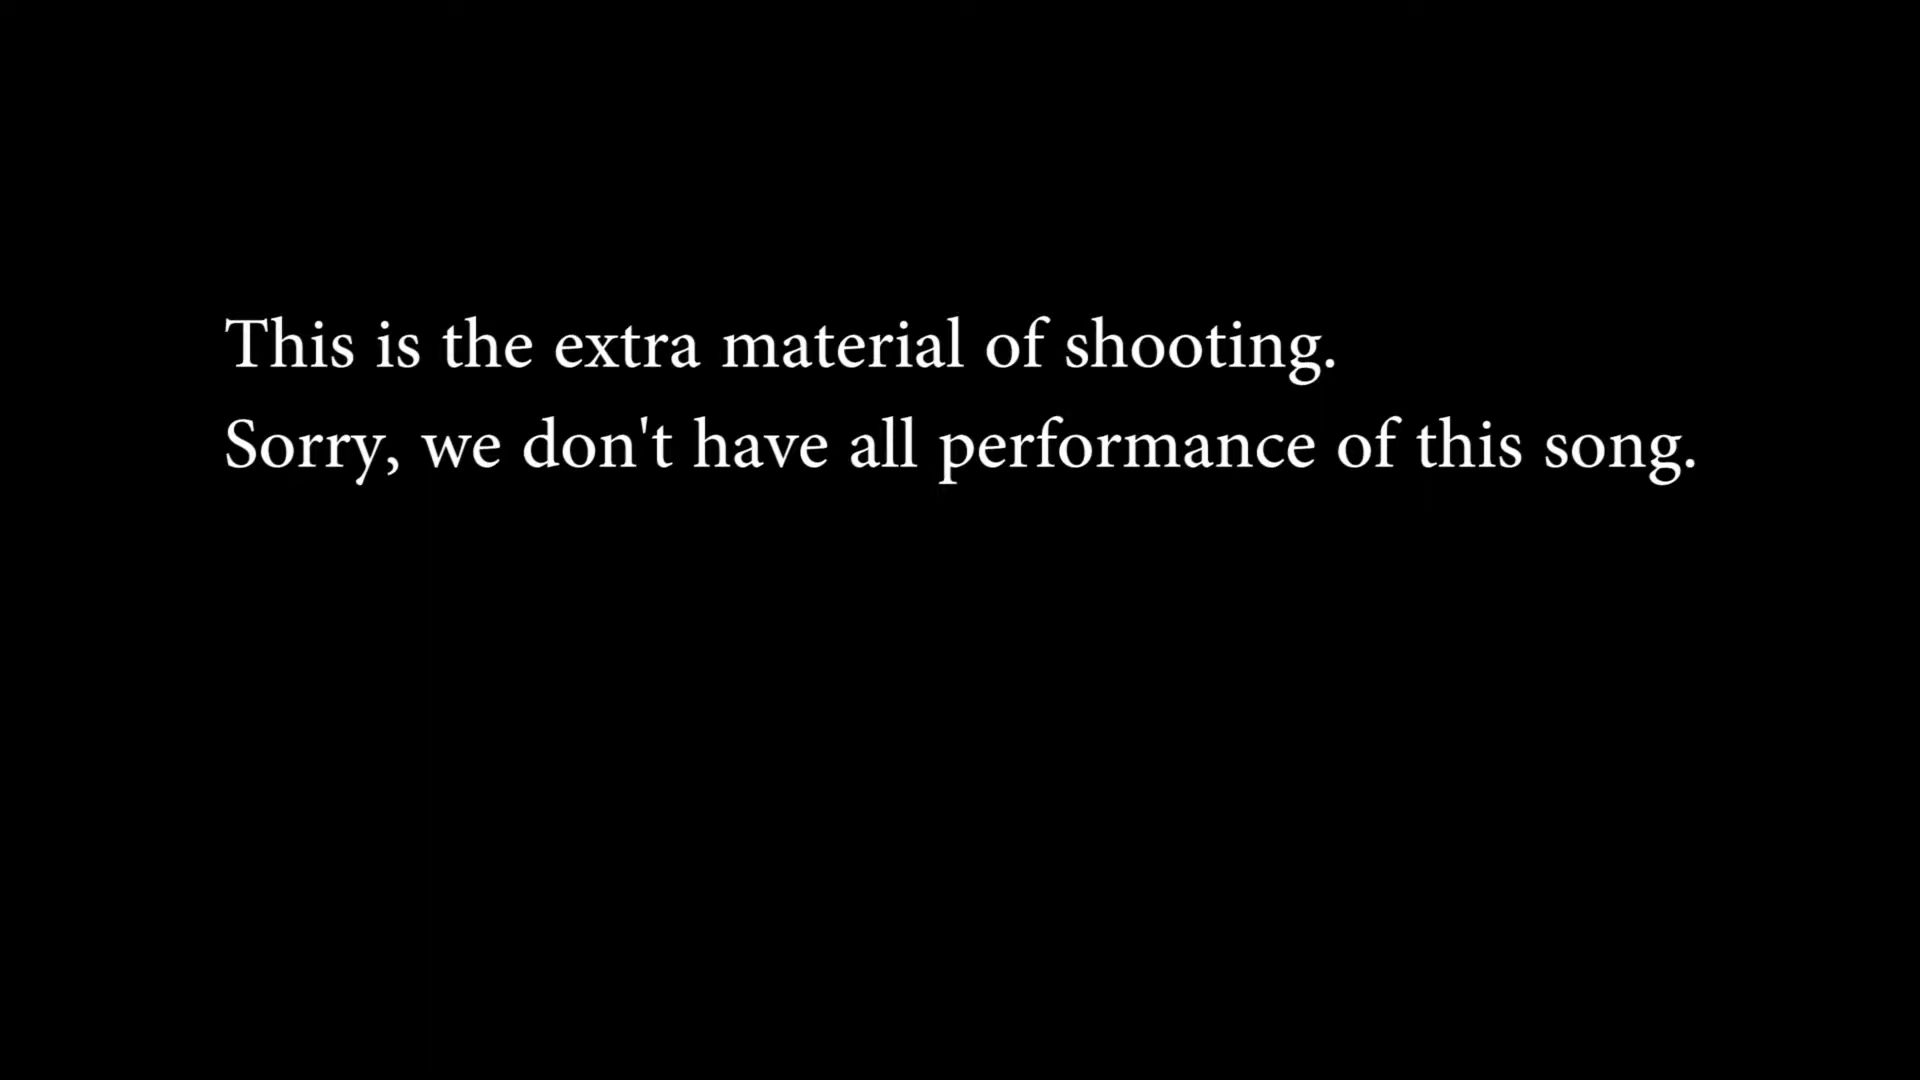 This is the extra material of shooting.
Sorry, we don't have all performance of this song.